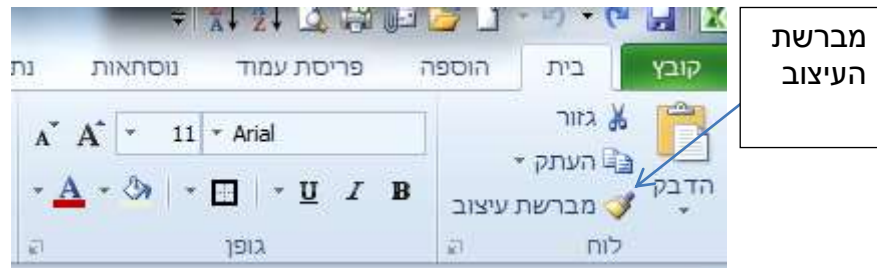 מברשת
העיצוב
קובץ
בית
הוספה
פריסת עמוד
נוסחאות
נת
גזור
העתק
מברשת עיצוב
הדבק
לוח
Arial
11
A A
B I U
A
גופן